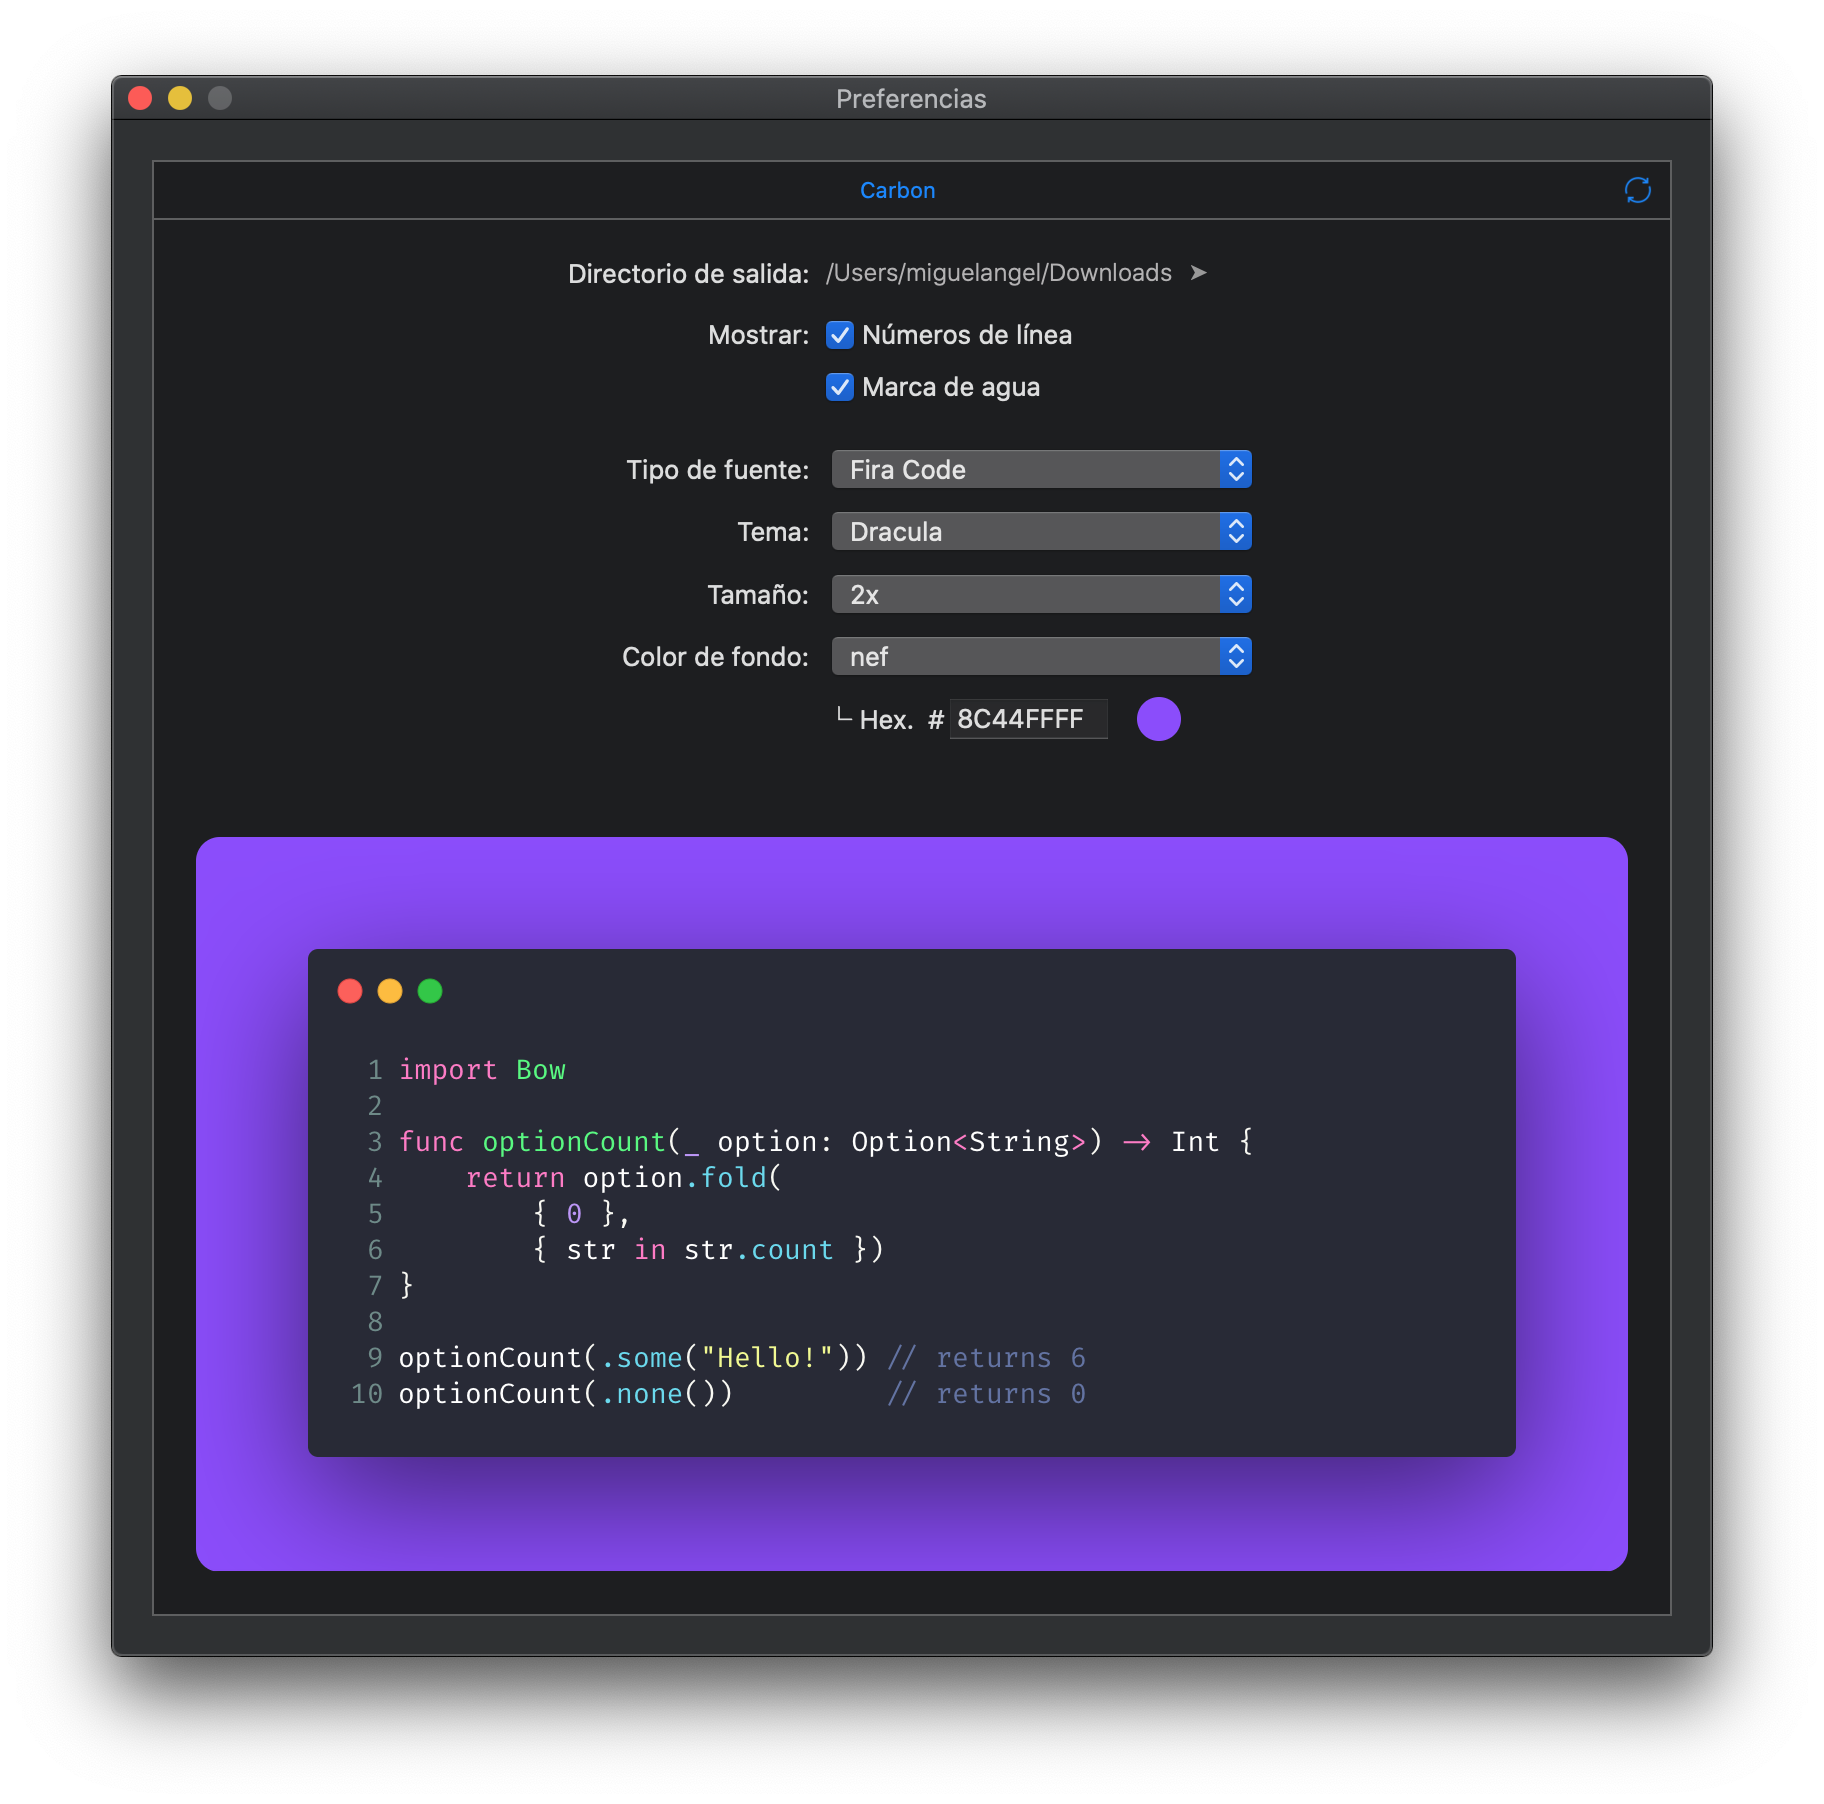 Preferencias
Carbon
Directorio de salida: /Users/miguelangel/Downloads ➤
Mostrar: Números de línea
Marca de agua
Tipo de fuente: Fira Code
Tema: Dracula
Tamaño: 2x
Color de fondo: nef
Hex. # 8C44FFFF
1 import Bow
2
3 func optionCount(_ option: Option<String>) -> Int {
4     return option.fold(
5         { 0 },
6         { str in str.count })
7 }
8
9 optionCount(.some("Hello!")) // returns 6
10 optionCount(.none())         // returns 0